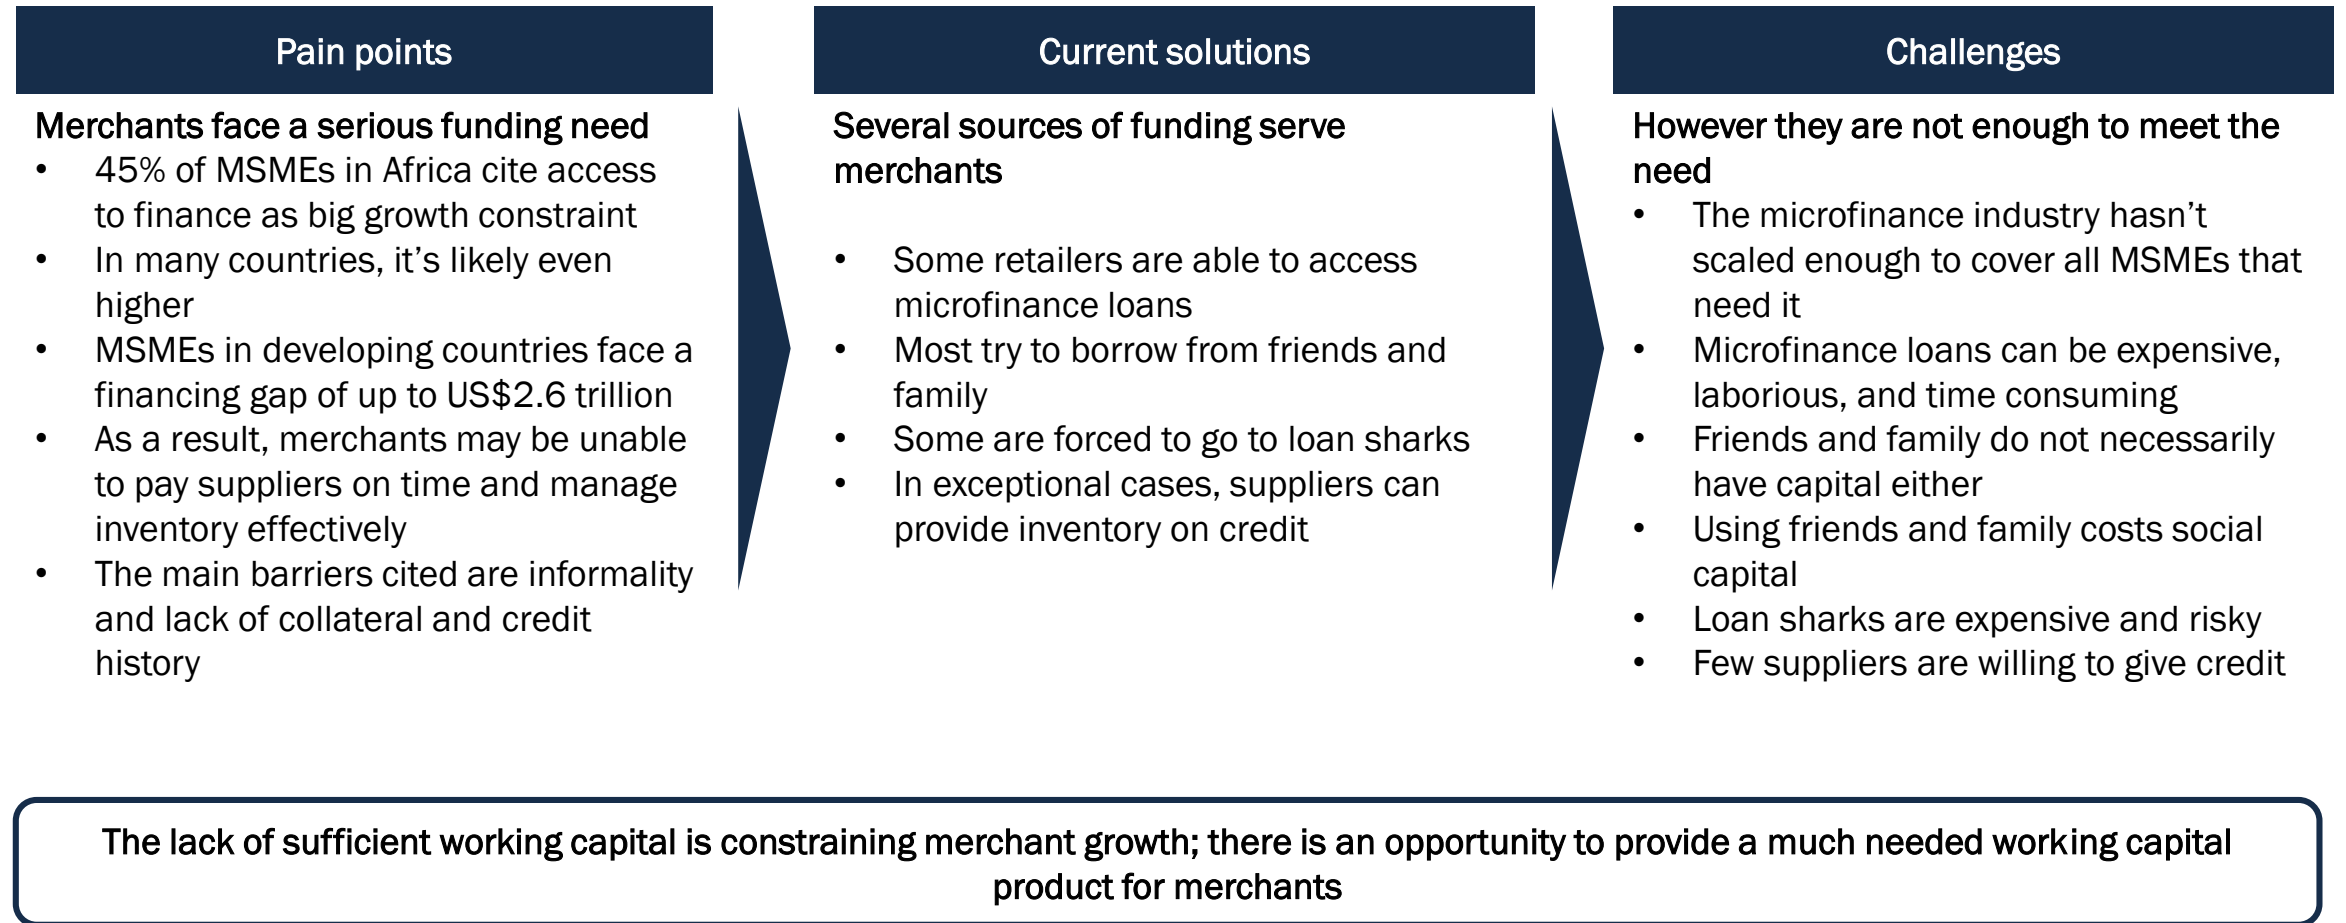 Pain points
Merchants face a serious funding need
• 45% of MSMEs in Africa cite access
to finance as big growth constraint
• In many countries, it’s likely even
higher
• MSMEs in developing countries face a
financing gap of up to US$2.6 trillion
• As a result, merchants may be unable
to pay suppliers on time and manage
inventory effectively
• The main barriers cited are informality
and lack of collateral and credit
history
Current solutions
Several sources of funding serve
merchants
• Some retailers are able to access
microfinance loans
• Most try to borrow from friends and
family
• Some are forced to go to loan sharks
• In exceptional cases, suppliers can
provide inventory on credit
Challenges
However they are not enough to meet the
need
• The microfinance industry hasn’t
scaled enough to cover all MSMEs that
need it
• Microfinance loans can be expensive,
laborious, and time consuming
• Friends and family do not necessarily
have capital either
• Using friends and family costs social
capital
• Loan sharks are expensive and risky
• Few suppliers are willing to give credit
The lack of sufficient working capital is constraining merchant growth; there is an opportunity to provide a much needed working capital
product for merchants